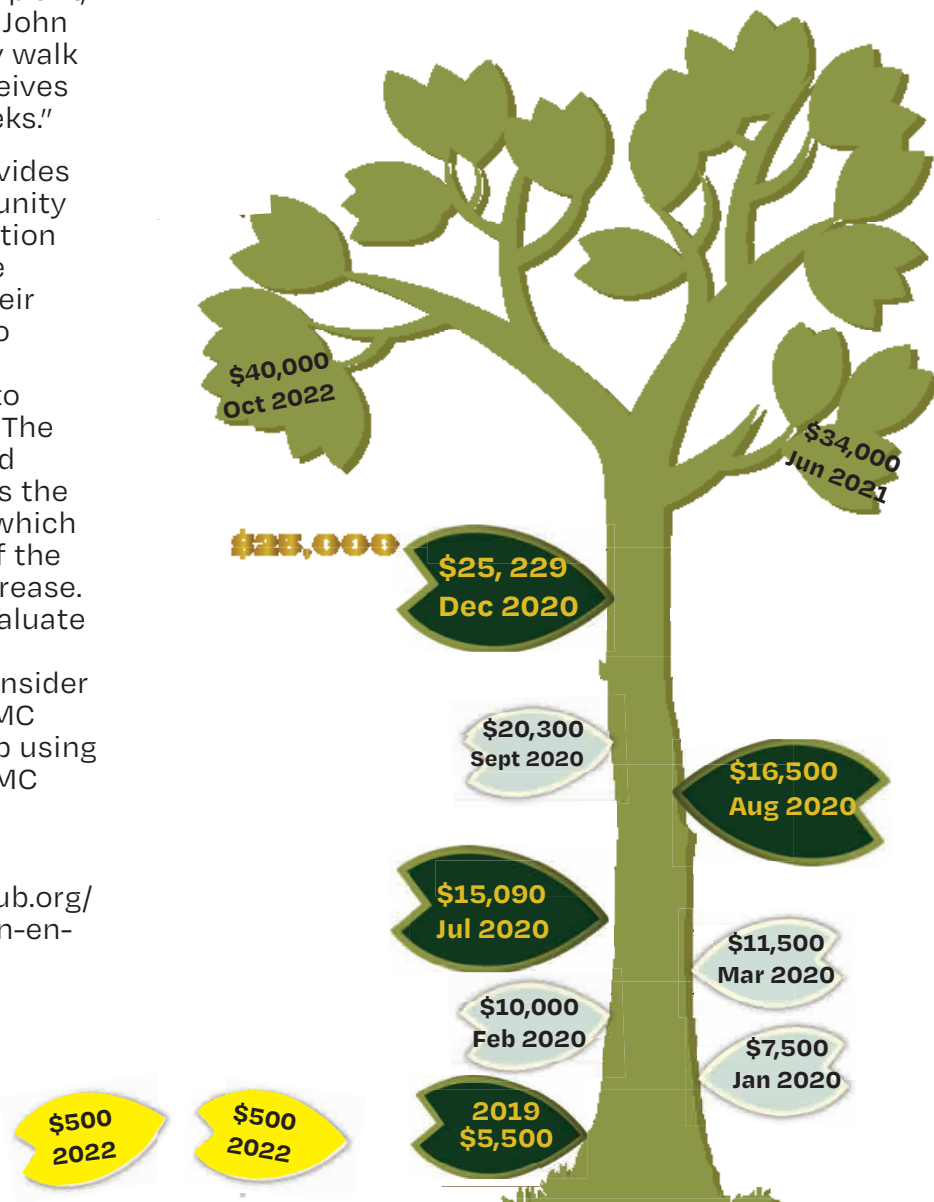 John
walk
eks.”
vides
unity
tion
e
eir
to
The
d
s the
which
f the
rease.
aluate
nsider
MC
o using
MC
ub.org/
n-en-
$40,000
Oct 2022
$34,000
Jun 2021
$25,000
$25, 229
Dec 2020
$20,300
Sept 2020
$16,500
Aug 2020
$15,090
Jul 2020
$11,500
Mar 2020
$10,000
Feb 2020
$7,500
Jan 2020
2019
$5,500
$500
2022
$500
2022